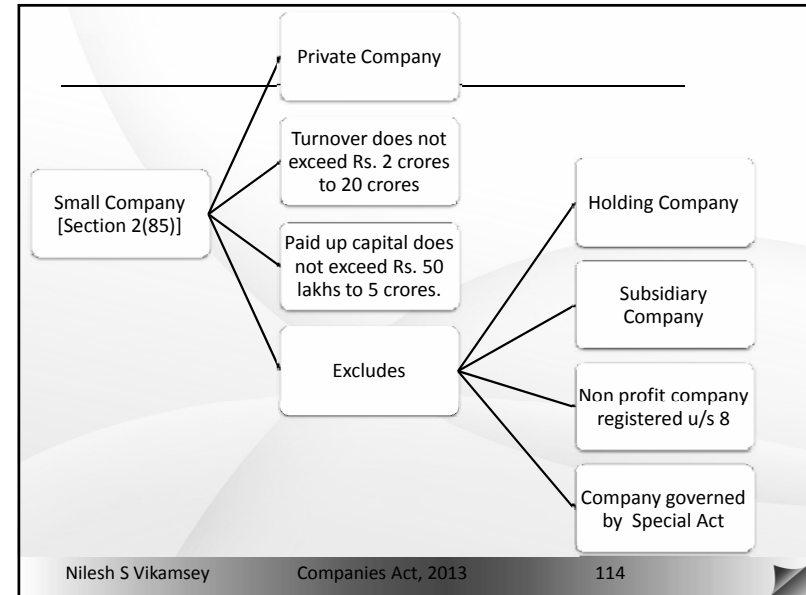 Private Company
Turnover does not
exceed Rs. 2 crores
to 20 crores
Small Company
[Section 2(85)]
Paid up capital does
not exceed Rs. 50
lakhs to 5 crores.
Excludes
Holding Company
Subsidiary
Company
Non profit company
registered u/s 8
Company governed
by Special Act
Nilesh S Vikamsey Companies Act, 2013 114